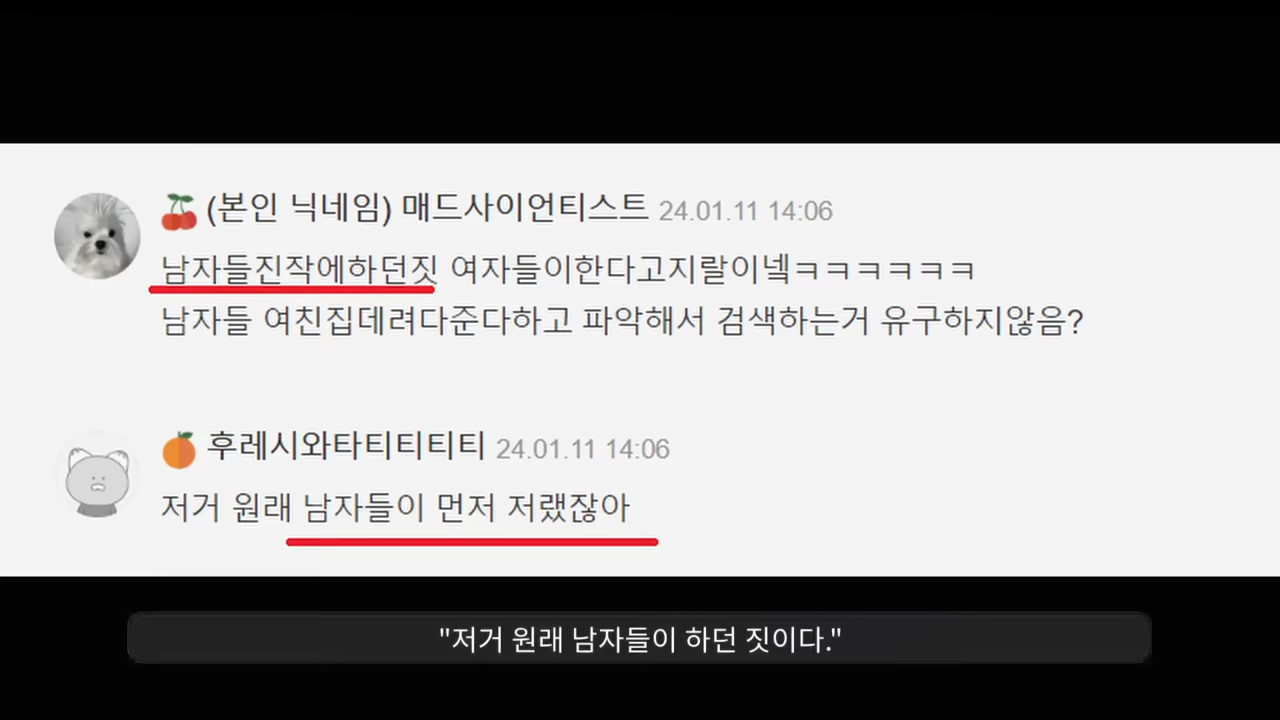 (본인 닉네임) 매드사이언티스트 24.01.11 14:06
남자들진작에하던짓 여자들이한다고지랄이넼ㅋㅋㅋㅋㅋㅋ
남자들 여친집데려다준다하고 파악해서 검색하는거 유구하지않음?
후레시와타티티티티 24.01.11 14:06
저거 원래 남자들이 먼저 저랬잖아
"저거 원래 남자들이 하던 짓이다."